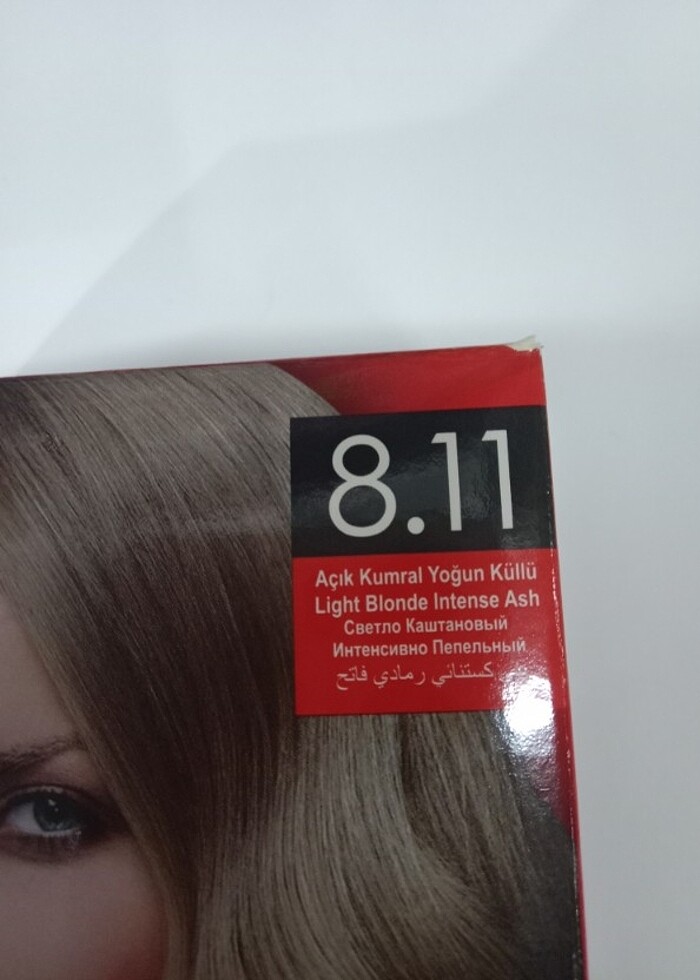 8.11
Açık Kumral Yoğun Küllü
Light Blonde Intense Ash
Светло Каштановый
Интенсивно Пепельный
كستنائي رمادي فاتح